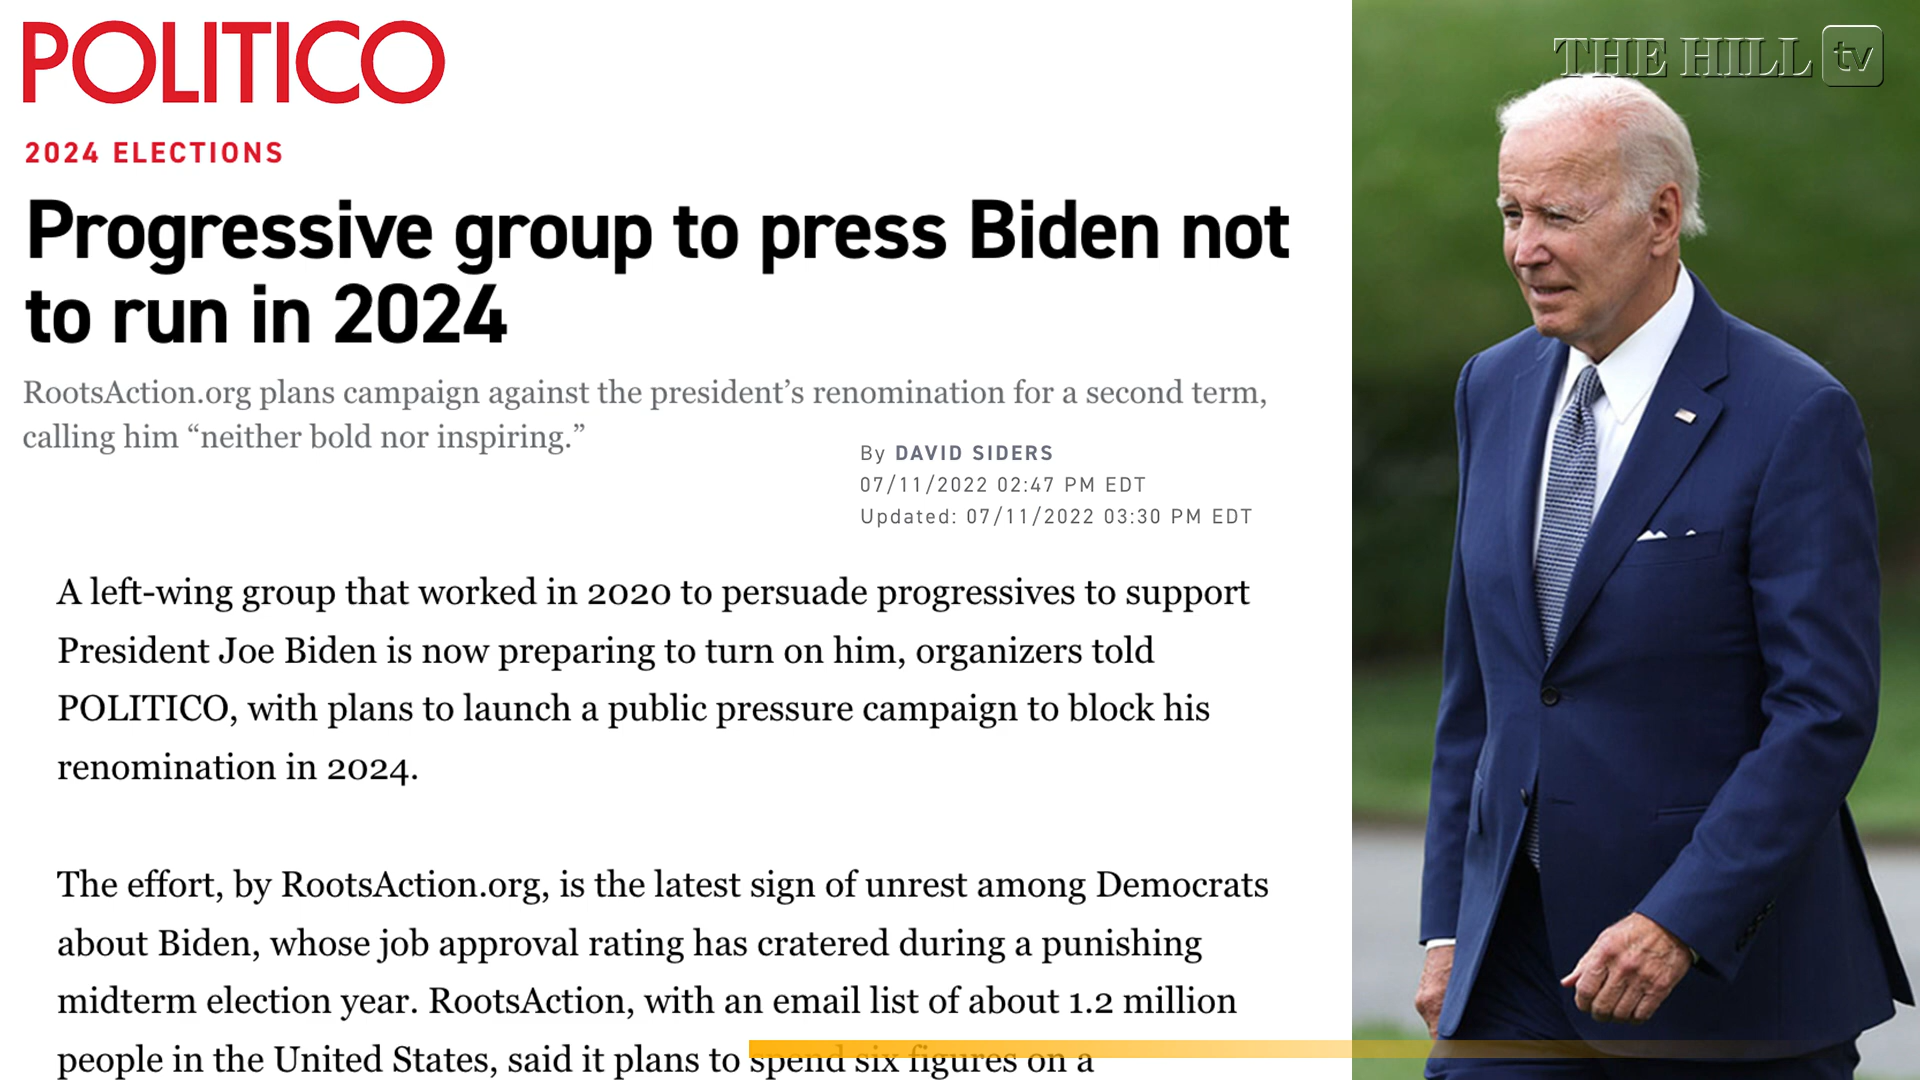 POLITICO
THE HILL tv
2024 ELECTIONS
Progressive group to press Biden not
to run in 2024
RootsAction.org plans campaign against the president’s renomination for a second term,
calling him “neither bold nor inspiring.”
By DAVID SIDERS
07/11/2022 02:47 PM EDT
Updated: 07/11/2022 03:30 PM EDT
A left-wing group that worked in 2020 to persuade progressives to support
President Joe Biden is now preparing to turn on him, organizers told
POLITICO, with plans to launch a public pressure campaign to block his
renomination in 2024.
The effort, by RootsAction.org, is the latest sign of unrest among Democrats
about Biden, whose job approval rating has cratered during a punishing
midterm election year. RootsAction, with an email list of about 1.2 million
people in the United States, said it plans to spend six figures on a